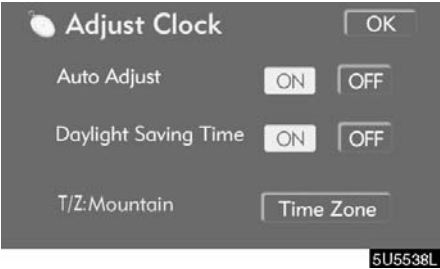 Adjust Clock OK
Auto Adjust ON OFF
Daylight Saving Time ON OFF
T/Z:Mountain Time Zone
5U5538L